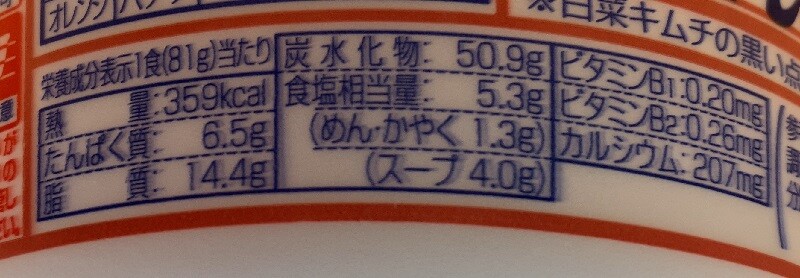 オレンジ
※白菜キムチの黒い点
栄養成分表示1食(81g)当たり
熱量:359kcal
たんぱく質:6.5g
脂質:14.4g
炭水化物:50.9g
食塩相当量:5.3g
(めん・かやく1.3g)
(スープ4.0g)
ビタミンB1:0.20mg
ビタミンB2:0.26mg
カルシウム:207mg